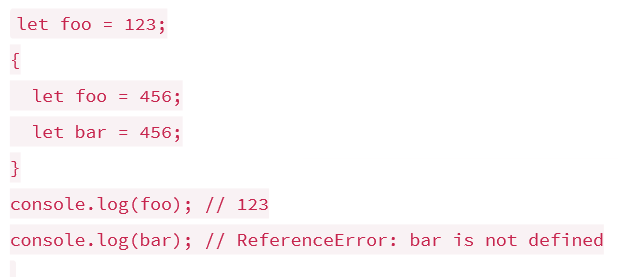 let foo = 123;
{
  let foo = 456;
  let bar = 456;
}
console.log(foo); // 123
console.log(bar); // ReferenceError: bar is not defined